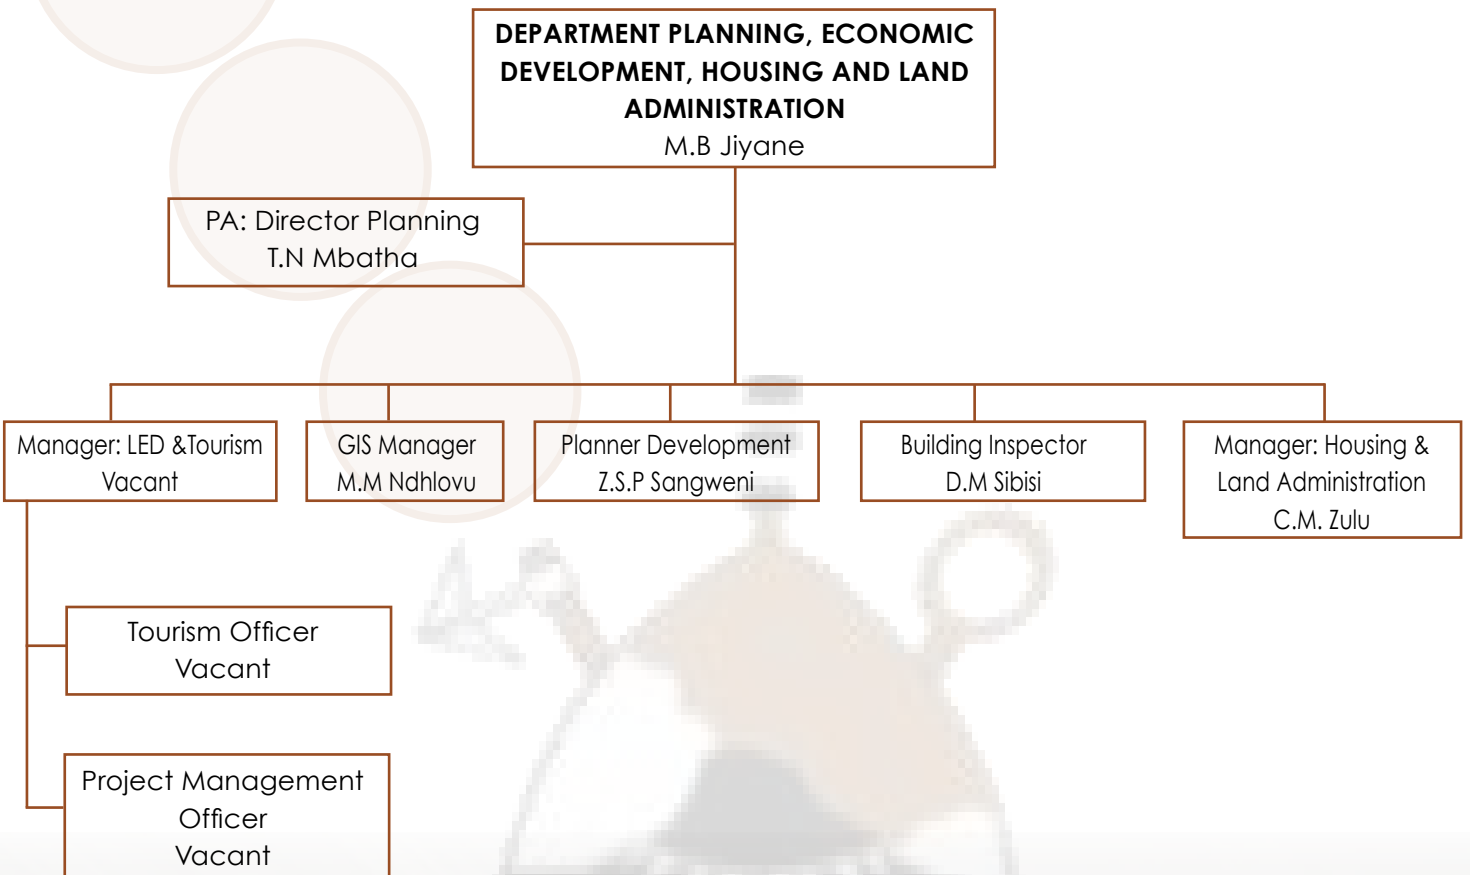 DEPARTMENT PLANNING, ECONOMIC
DEVELOPMENT, HOUSING AND LAND
ADMINISTRATION
M.B Jiyane
PA: Director Planning
T.N Mbatha
Manager: LED &Tourism
Vacant
GIS Manager
M.M Ndhlovu
Planner Development
Z.S.P Sangweni
Building Inspector
D.M Sibisi
Manager: Housing &
Land Administration
C.M. Zulu
Tourism Officer
Vacant
Project Management
Officer
Vacant